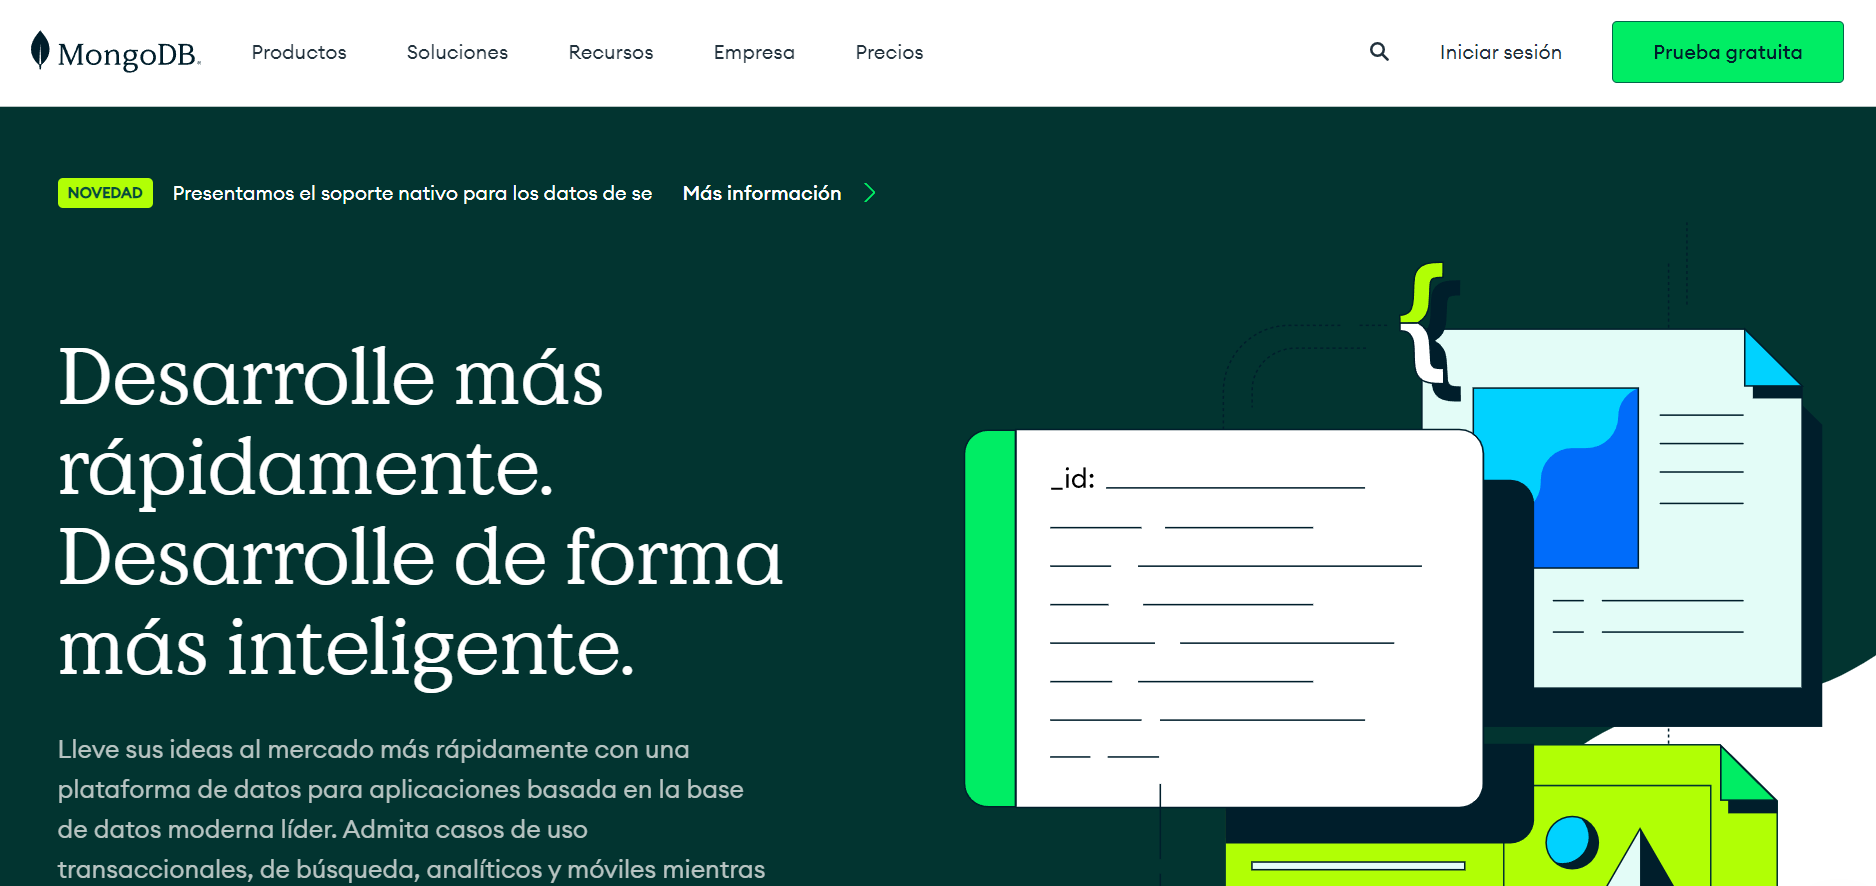 MongoDB.
Productos
Soluciones
Recursos
Empresa
Precios
Iniciar sesión
Prueba gratuita
NOVEDAD
Presentamos el soporte nativo para los datos de se
Más información
Desarrolle más
rápidamente.
Desarrolle de forma
más inteligente.
Lleve sus ideas al mercado más rápidamente con una
plataforma de datos para aplicaciones basada en la base
de datos moderna líder. Admita casos de uso
transaccionales, de búsqueda, analíticos y móviles mientras
{
_id: